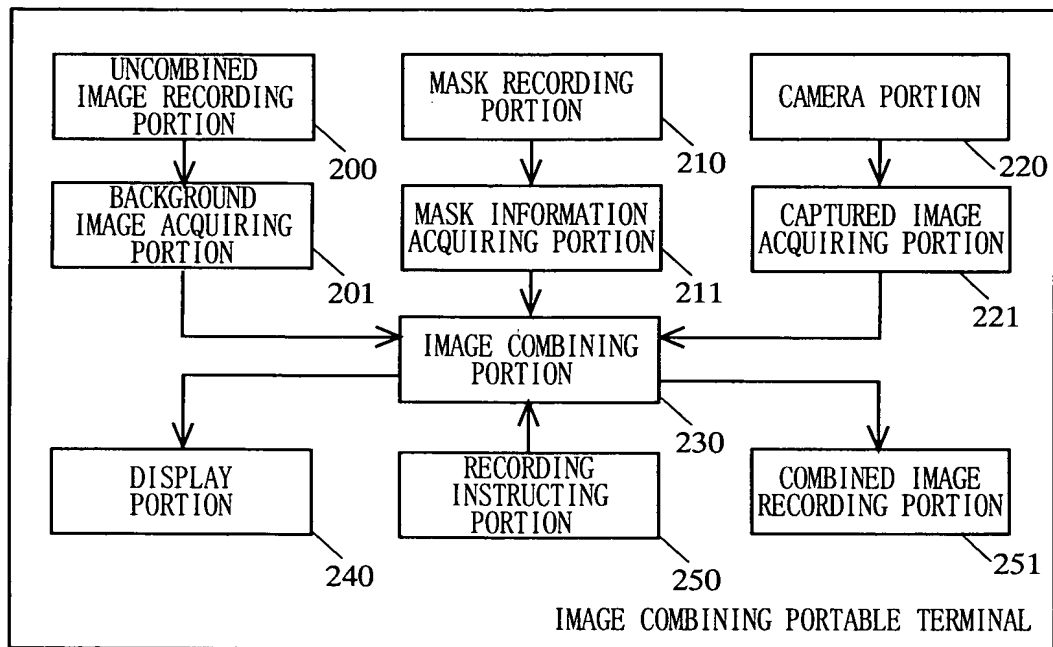 UNCOMBINED
IMAGE RECORDING
PORTION
200
MASK RECORDING
PORTION
210
CAMERA PORTION
220
BACKGROUND
IMAGE ACQUIRING
PORTION
201
MASK INFORMATION
ACQUIRING PORTION
211
CAPTURED IMAGE
ACQUIRING PORTION
221
IMAGE COMBINING
PORTION
230
DISPLAY
PORTION
240
RECORDING
INSTRUCTING
PORTION
250
COMBINED IMAGE
RECORDING PORTION
251
IMAGE COMBINING PORTABLE TERMINAL